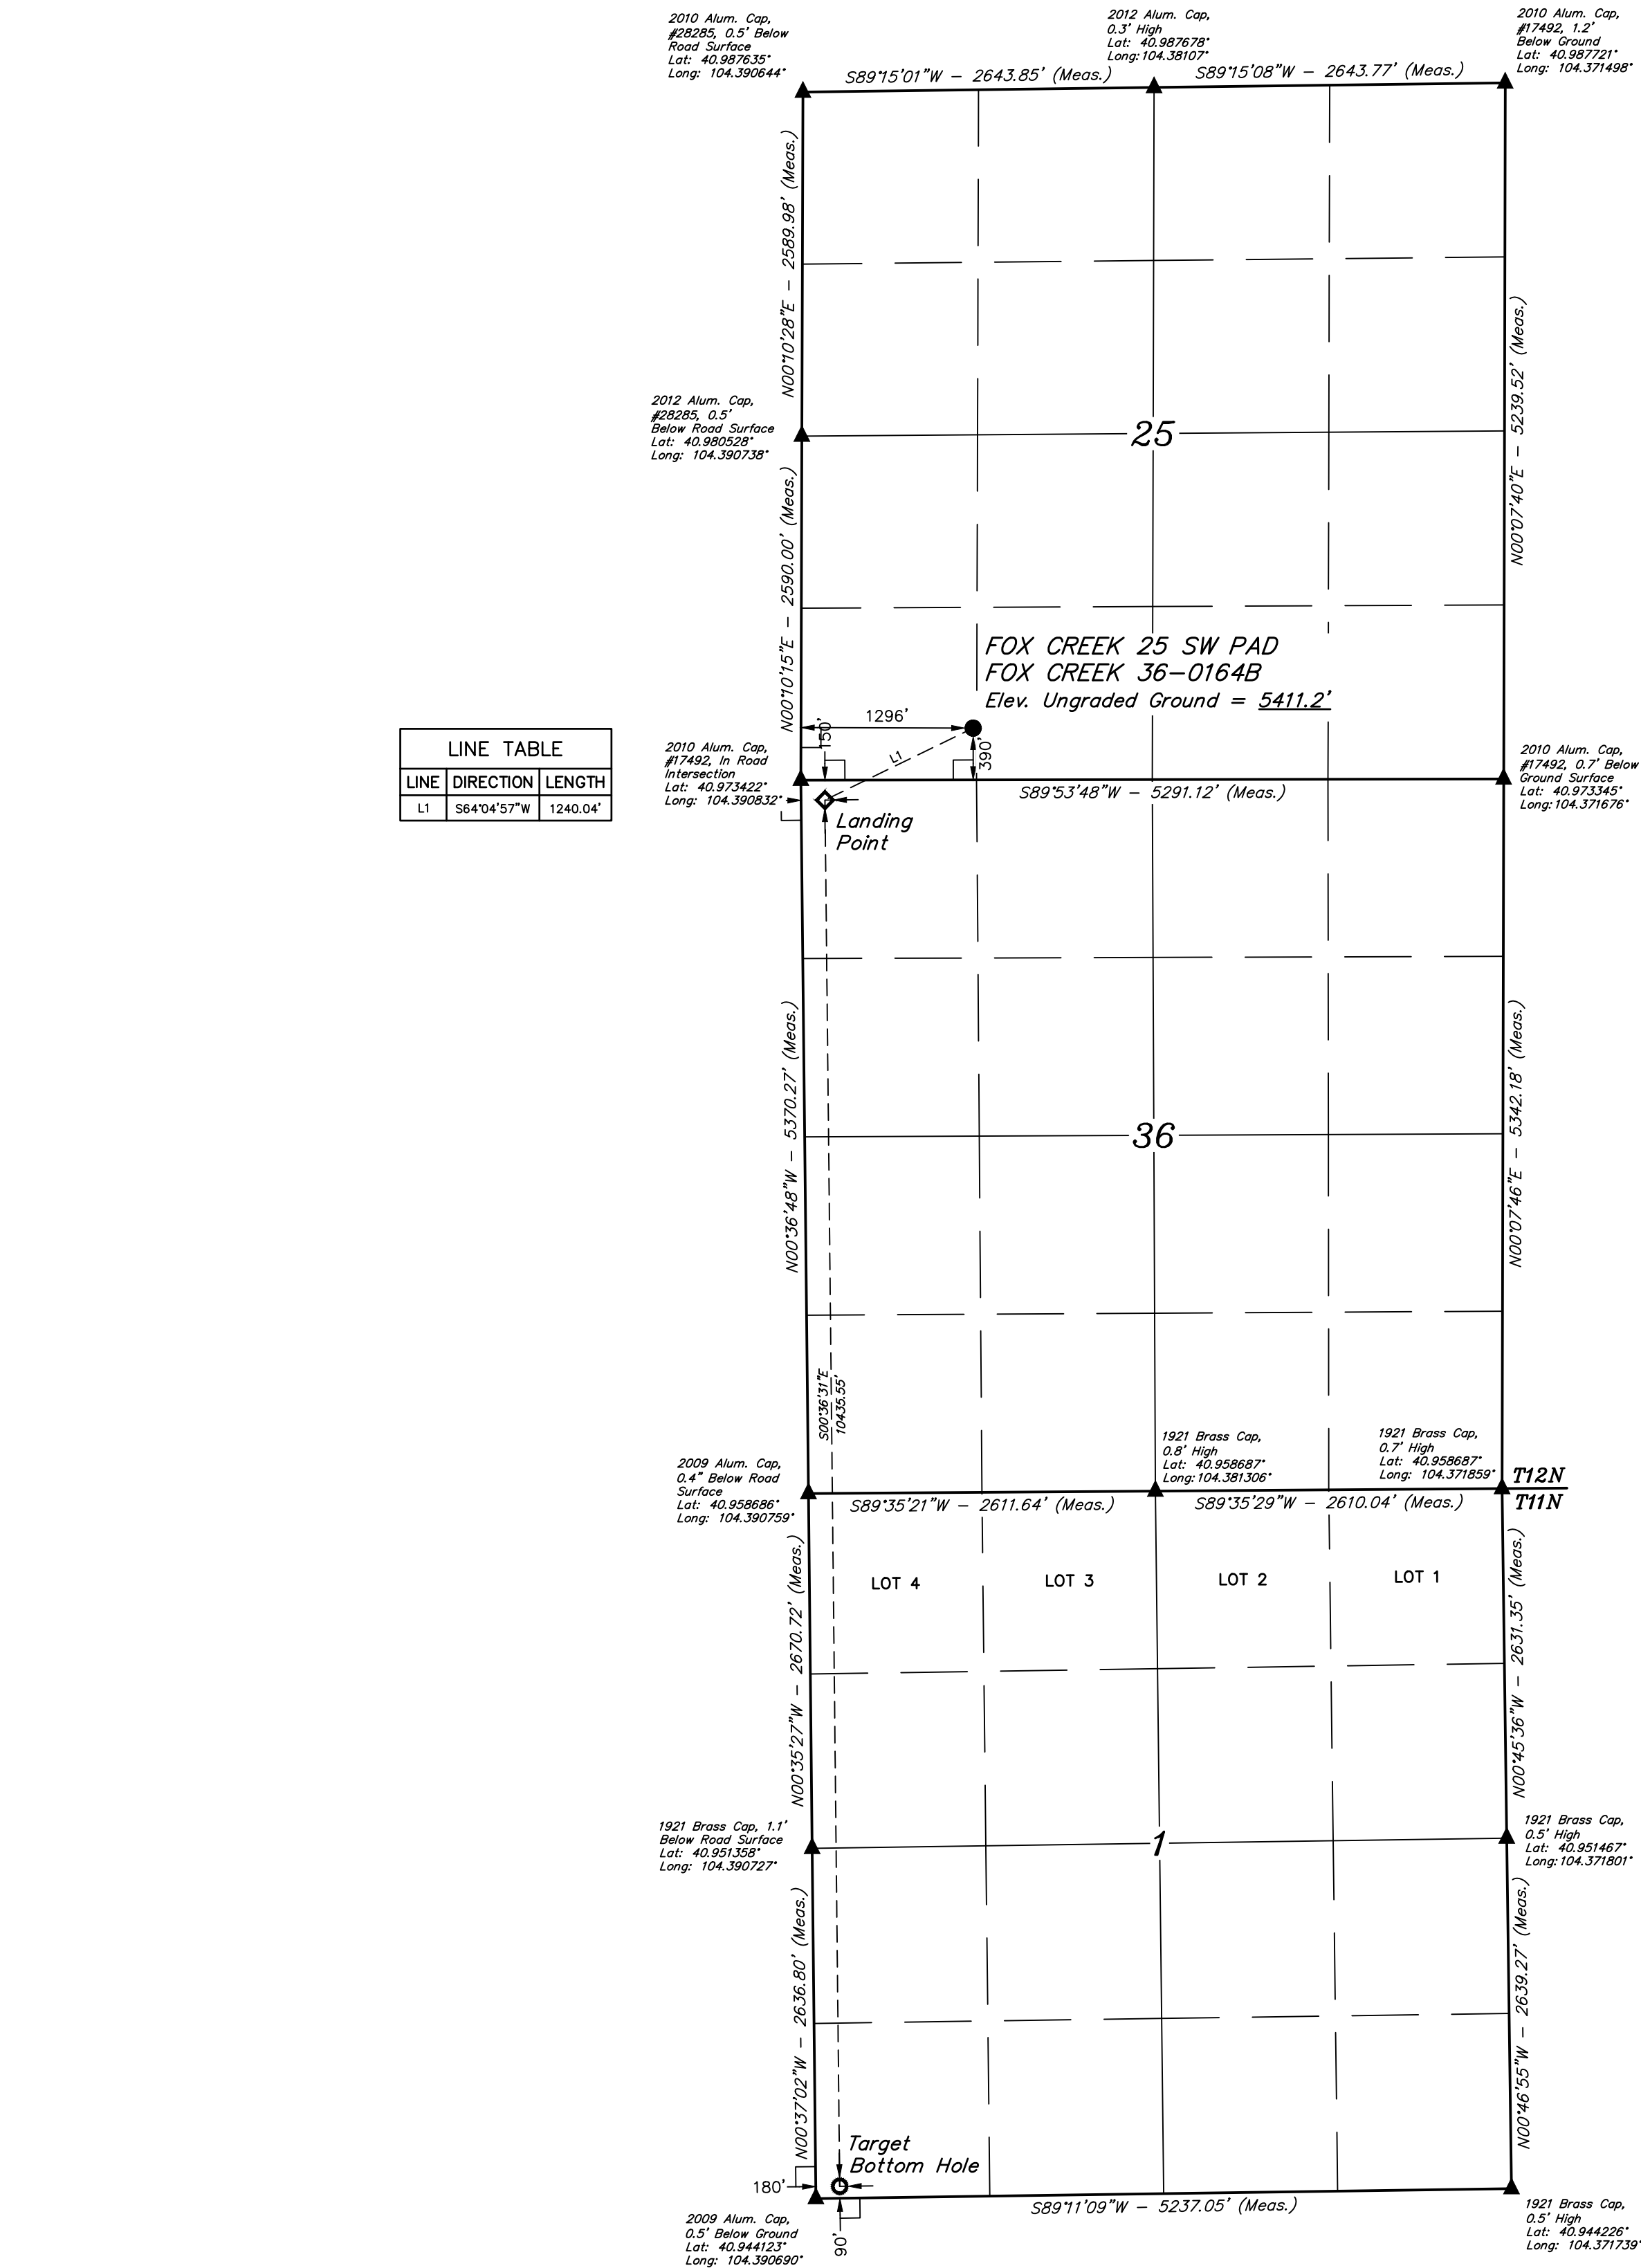 2010 Alum. Cap,
#28285, 0.5' Below
Road Surface
Lat: 40.987635°
Long: 104.390644°
2012 Alum. Cap,
0.3' High
Lat: 40.987678°
Long: 104.38107°
2010 Alum. Cap,
#17492, 1.2'
Below Ground
Lat: 40.987721°
Long: 104.371498°
S89°15'01"W - 2643.85' (Meas.)
S89°15'08"W - 2643.77' (Meas.)
N00°10'28"E - 2589.98' (Meas.)
N00°07'40"E - 5239.52' (Meas.)
2012 Alum. Cap,
#28285, 0.5'
Below Road Surface
Lat: 40.980528°
Long: 104.390738°
25
N00°10'15"E - 2590.00' (Meas.)
FOX CREEK 25 SW PAD
FOX CREEK 36-0164B
Elev. Ungraded Ground = 5411.2'
1296'
150'
L1
390'
LINE TABLE
LINE DIRECTION LENGTH
L1 S64°04'57"W 1240.04'
2010 Alum. Cap,
#17492, In Road
Intersection
Lat: 40.973422°
Long: 104.390832°
S89°53'48"W - 5291.12' (Meas.)
2010 Alum. Cap,
#17492, 0.7' Below
Ground Surface
Lat: 40.973345°
Long: 104.371676°
Landing
Point
N00°36'48"W - 5370.27' (Meas.)
36
N00°07'46"E - 5342.18' (Meas.)
S00°36'31"E
10435.55'
2009 Alum. Cap,
0.4" Below Road
Surface
Lat: 40.958686°
Long: 104.390759°
1921 Brass Cap,
0.8' High
Lat: 40.958687°
Long: 104.381306°
1921 Brass Cap,
0.7' High
Lat: 40.958687°
Long: 104.371859°
T12N
T11N
S89°35'21"W - 2611.64' (Meas.)
S89°35'29"W - 2610.04' (Meas.)
LOT 4
LOT 3
LOT 2
LOT 1
N00°35'27"W - 2670.72' (Meas.)
N00°45'36"W - 2631.35' (Meas.)
1921 Brass Cap, 1.1'
Below Road Surface
Lat: 40.951358°
Long: 104.390727°
1
1921 Brass Cap,
0.5' High
Lat: 40.951467°
Long: 104.371801°
N00°37'02"W - 2636.80' (Meas.)
N00°46'55"W - 2639.27' (Meas.)
Target
Bottom Hole
180'
S89°11'09"W - 5237.05' (Meas.)
90'
2009 Alum. Cap,
0.5' Below Ground
Lat: 40.944123°
Long: 104.390690°
1921 Brass Cap,
0.5' High
Lat: 40.944226°
Long: 104.371739°